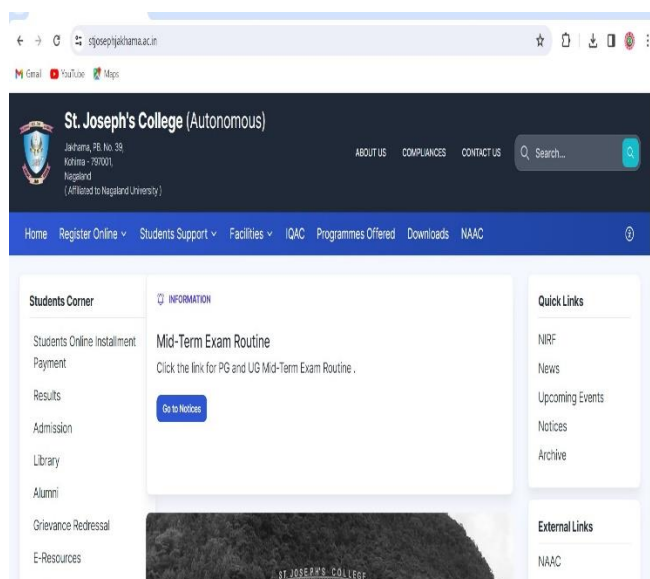 stjosephjakhama.ac.in
Gmail YouTube Maps
St. Joseph's College (Autonomous)
Jakhama, P.B. No. 39,
Kohima - 797001,
Nagaland
( Affiliated to Nagaland University )
ABOUT US COMPLIANCES CONTACT US Search...
Home Register Online Students Support Facilities IQAC Programmes Offered Downloads NAAC
Students Corner
Students Online Installment
Payment
Results
Admission
Library
Alumni
Grievance Redressal
E-Resources
INFORMATION
Mid-Term Exam Routine
Click the link for PG and UG Mid-Term Exam Routine .
Go to Notices
ST. JOSEPH'S COLLEGE
Quick Links
NIRF
News
Upcoming Events
Notices
Archive
External Links
NAAC